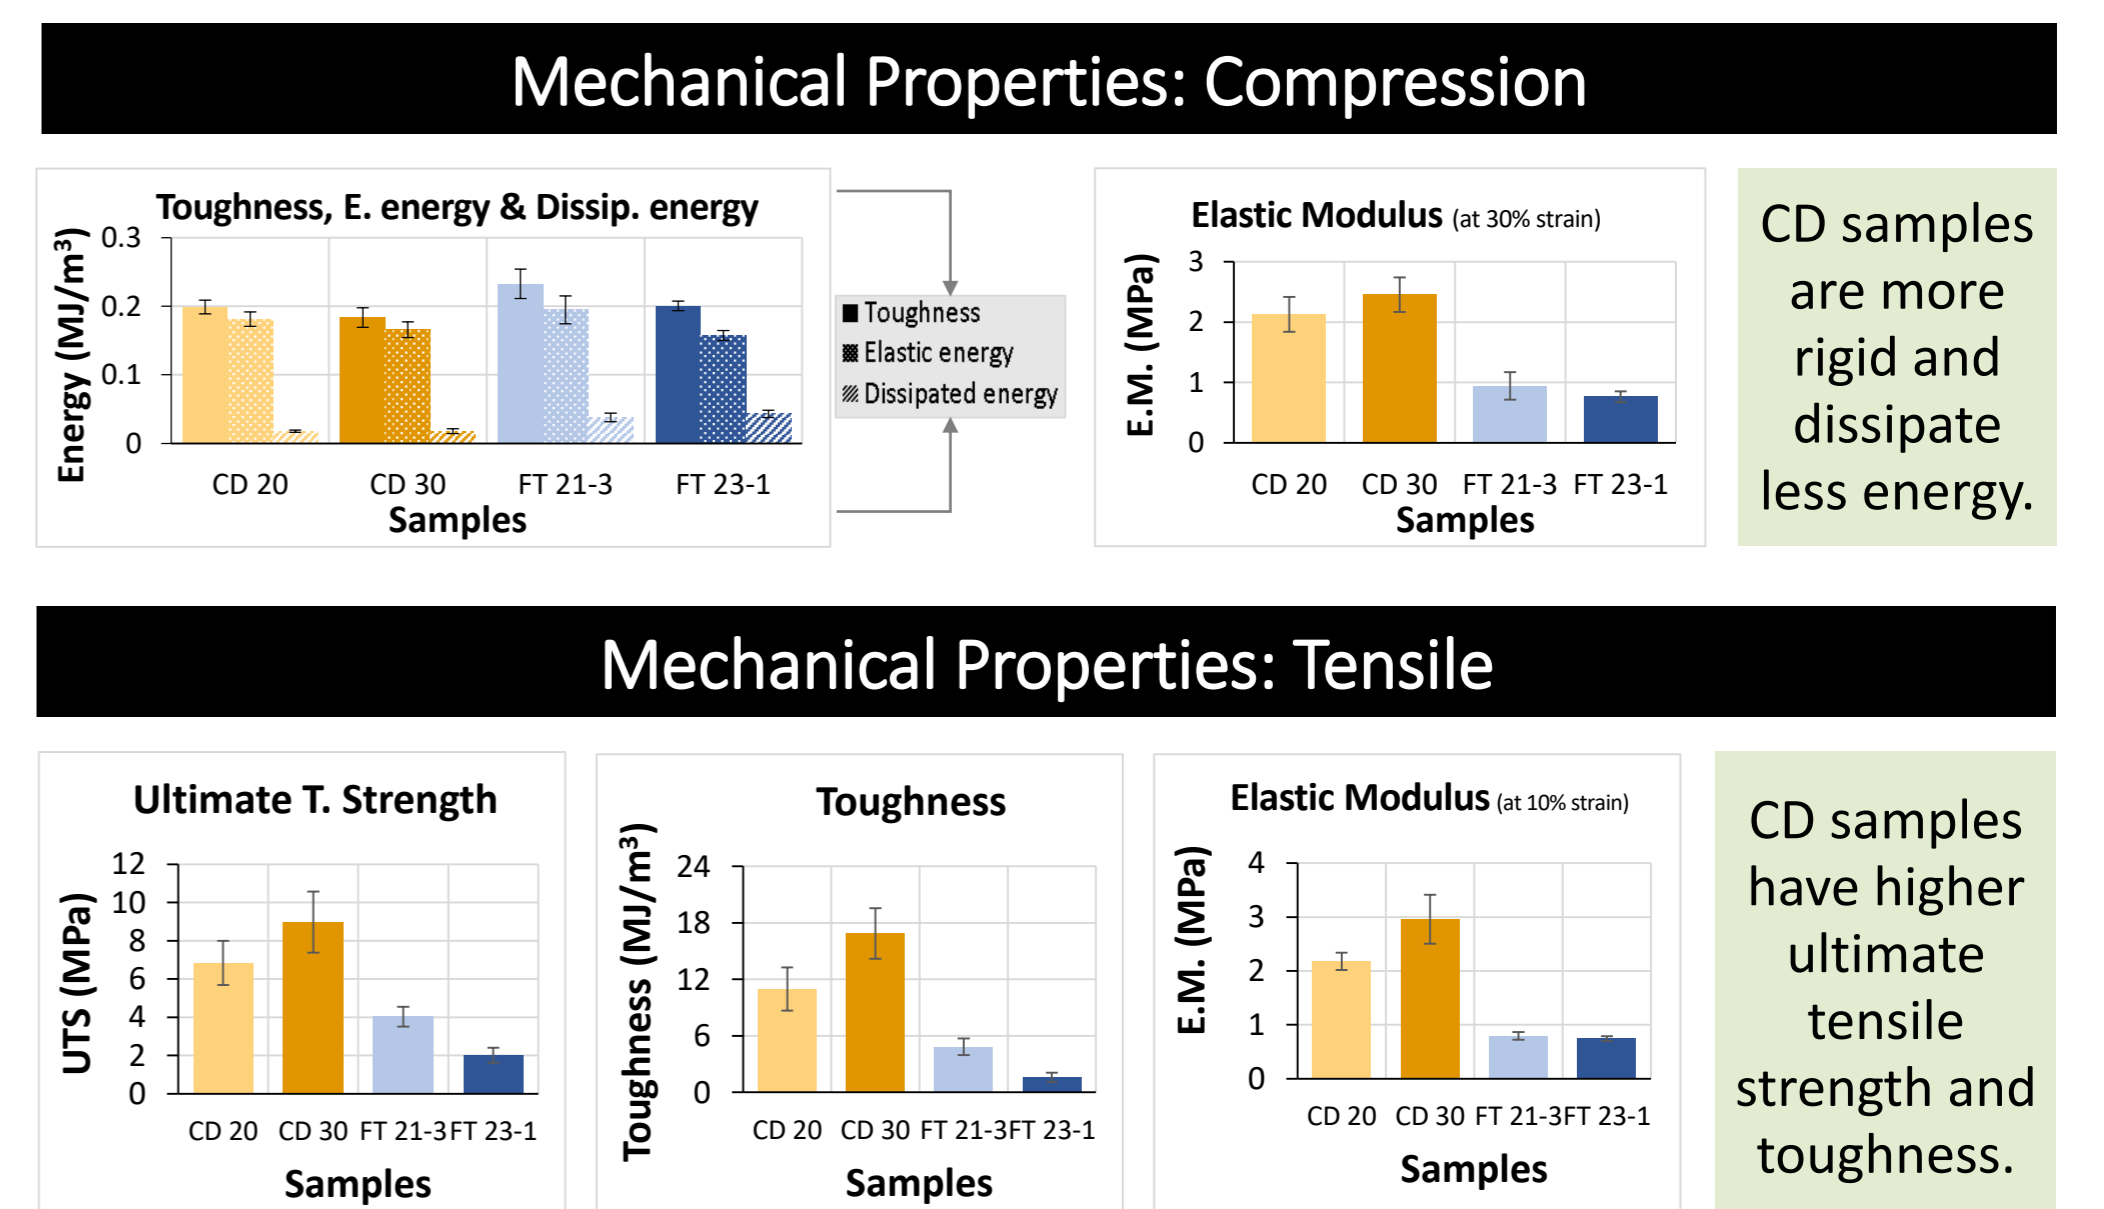 Mechanical Properties: Compression
Toughness, E. energy & Dissip. energy
Energy (MJ/m³)
0.3
0.2
0.1
0
CD 20 CD 30 FT 21-3 FT 23-1
Samples
Toughness
Elastic energy
Dissipated energy
Elastic Modulus (at 30% strain)
E.M. (MPa)
3
2
1
0
CD 20 CD 30 FT 21-3 FT 23-1
Samples
CD samples
are more
rigid and
dissipate
less energy.
Mechanical Properties: Tensile
Ultimate T. Strength
UTS (MPa)
12
10
8
6
4
2
0
CD 20 CD 30 FT 21-3 FT 23-1
Samples
Toughness
Toughness (MJ/m³)
24
18
12
6
0
CD 20 CD 30 FT 21-3 FT 23-1
Samples
Elastic Modulus (at 10% strain)
E.M. (MPa)
4
3
2
1
0
CD 20 CD 30 FT 21-3 FT 23-1
Samples
CD samples
have higher
ultimate
tensile
strength and
toughness.